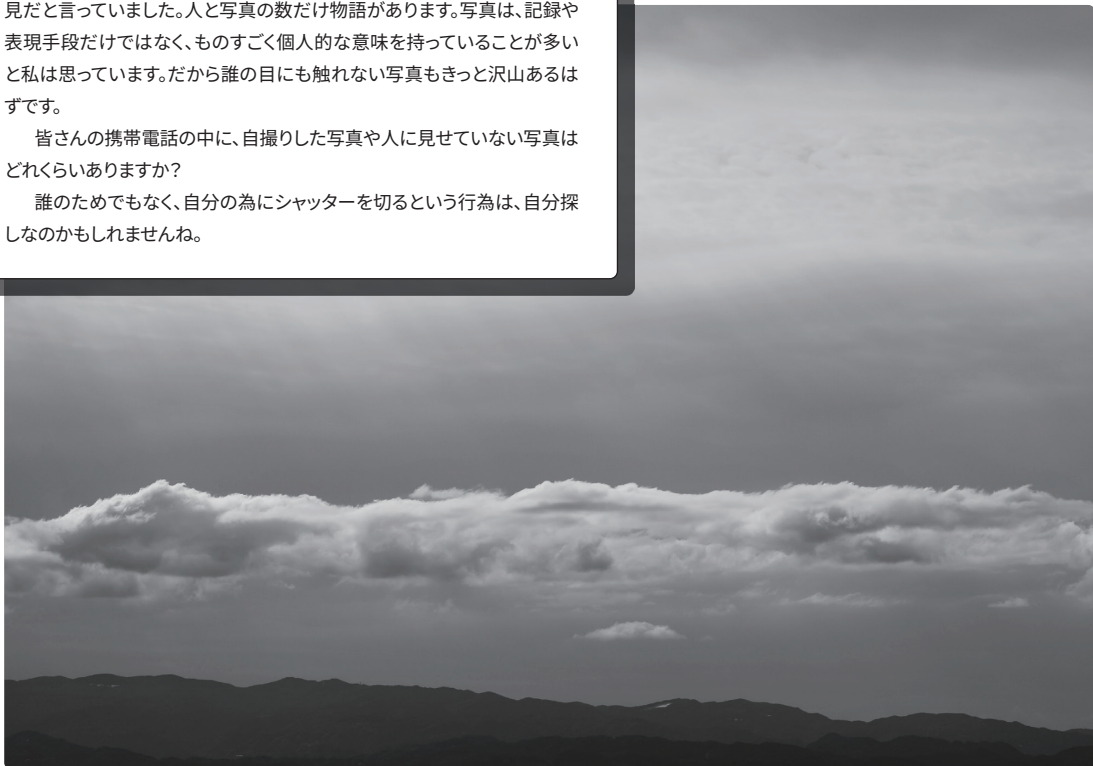 見だと言っていました。人と写真の数だけ物語があります。写真は、記録や
表現手段だけではなく、ものすごく個人的な意味を持っていることが多い
と私は思っています。だから誰の目にも触れない写真もきっと沢山あるは
ずです。
皆さんの携帯電話の中に、自撮りした写真や人に見せていない写真は
どれくらいありますか?
誰のためでもなく、自分の為にシャッターを切るという行為は、自分探
しなのかもしれませんね。